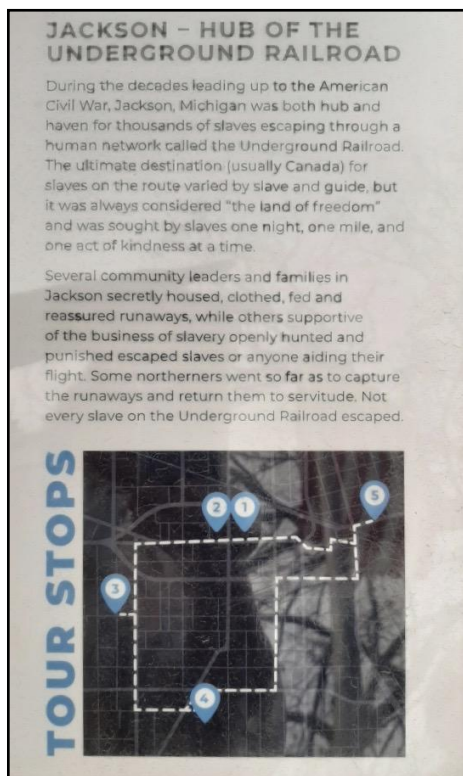 JACKSON – HUB OF THE
UNDERGROUND RAILROAD
During the decades leading up to the American
Civil War, Jackson, Michigan was both hub and
haven for thousands of slaves escaping through a
human network called the Underground Railroad.
The ultimate destination (usually Canada) for
slaves on the route varied by slave and guide, but
it was always considered “the land of freedom”
and was sought by slaves one night, one mile, and
one act of kindness at a time.
Several community leaders and families in
Jackson secretly housed, clothed, fed and
reassured runaways, while others supportive
of the business of slavery openly hunted and
punished escaped slaves or anyone aiding their
flight. Some northerners went so far as to capture
the runaways and return them to servitude. Not
every slave on the Underground Railroad escaped.
TOUR STOPS
2
1
5
3
4